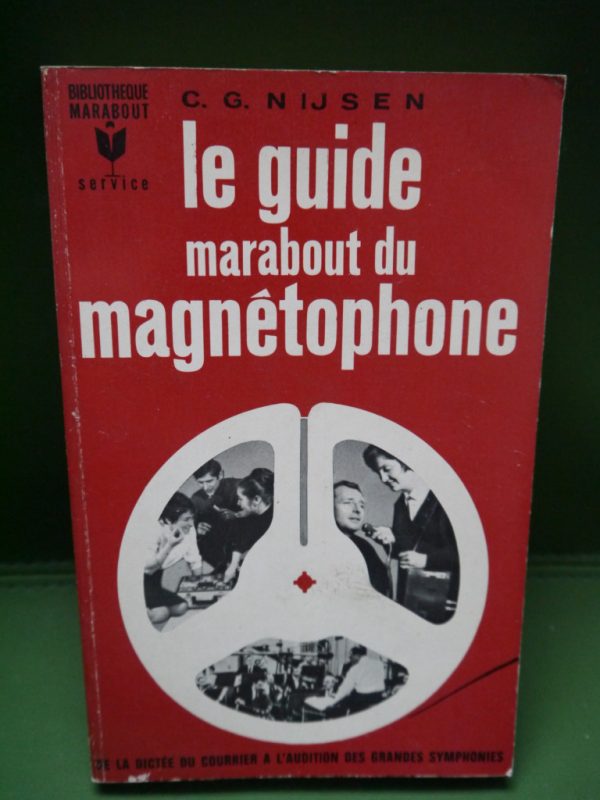 BIBLIOTHEQUE
MARABOUT
service
C. G. NIJSEN
le guide
marabout du
magnétophone
DE LA DICTÉE DU COURRIER A L'AUDITION DES GRANDES SYMPHONIES